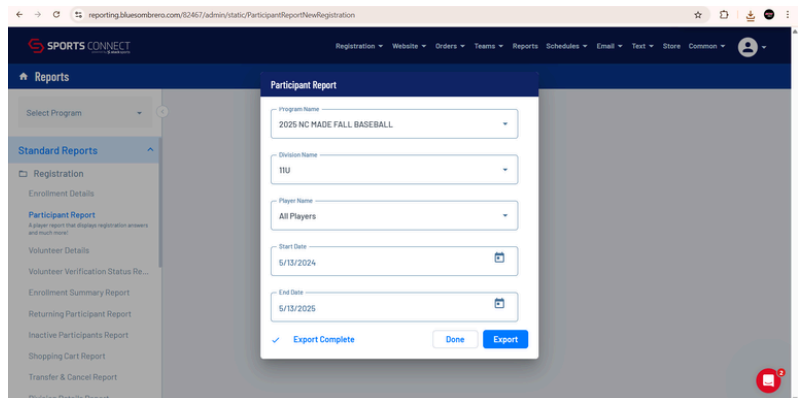 reporting.bluesombrero.com/82467/admin/static/ParticipantReportNewRegistration
SPORTS CONNECT
Registration Website Orders Teams Reports Schedules Email Text Store Common
Reports
Select Program
Standard Reports
Registration
Enrollment Details
Participant Report
A player report that displays registration answers
and much more!
Volunteer Details
Volunteer Verification Status Re...
Enrollment Summary Report
Returning Participant Report
Inactive Participants Report
Shopping Cart Report
Transfer & Cancel Report
Division Details Report
Participant Report
Program Name
2025 NC MADE FALL BASEBALL
Division Name
11U
Player Name
All Players
Start Date
5/13/2024
End Date
5/13/2025
Export Complete
Done
Export
2